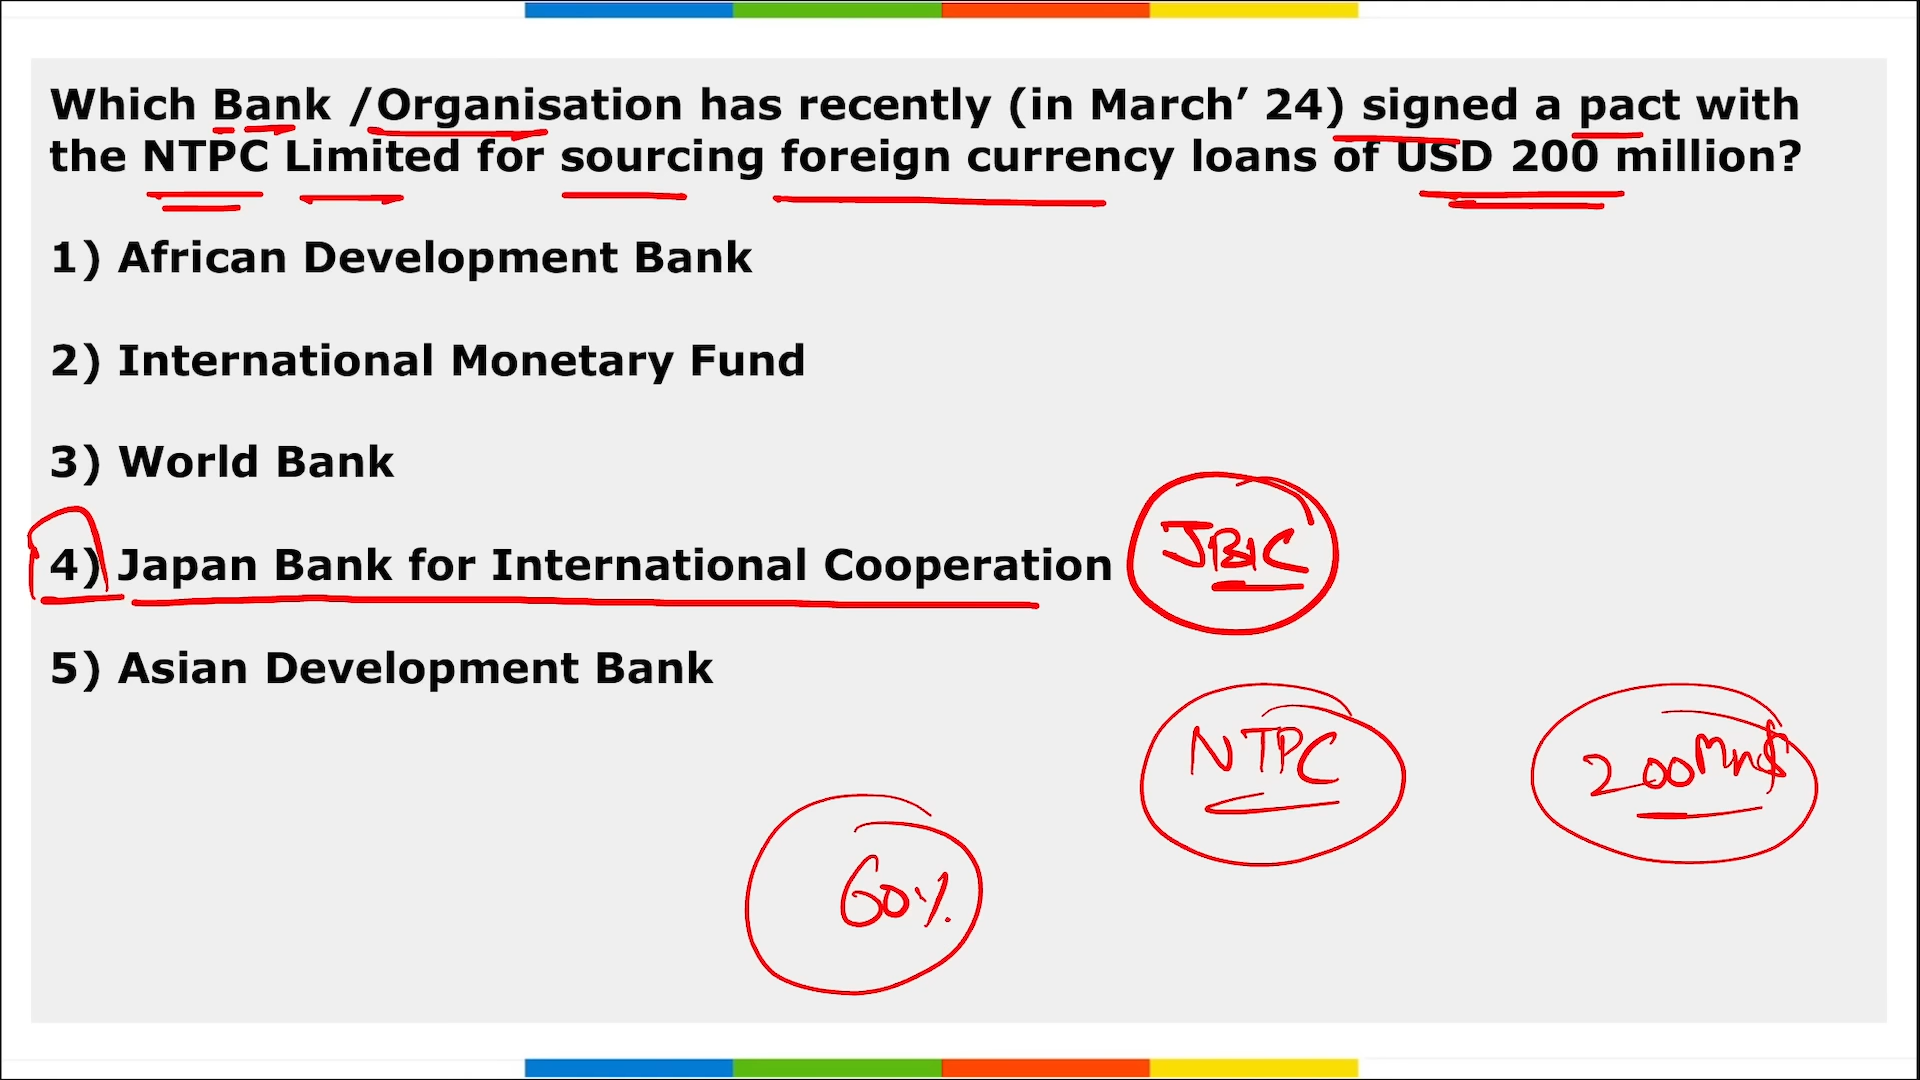 Which Bank /Organisation has recently (in March’ 24) signed a pact with
the NTPC Limited for sourcing foreign currency loans of USD 200 million?
1) African Development Bank
2) International Monetary Fund
3) World Bank
4) Japan Bank for International Cooperation
JBIC
5) Asian Development Bank
NTPC
200Mn$
60%